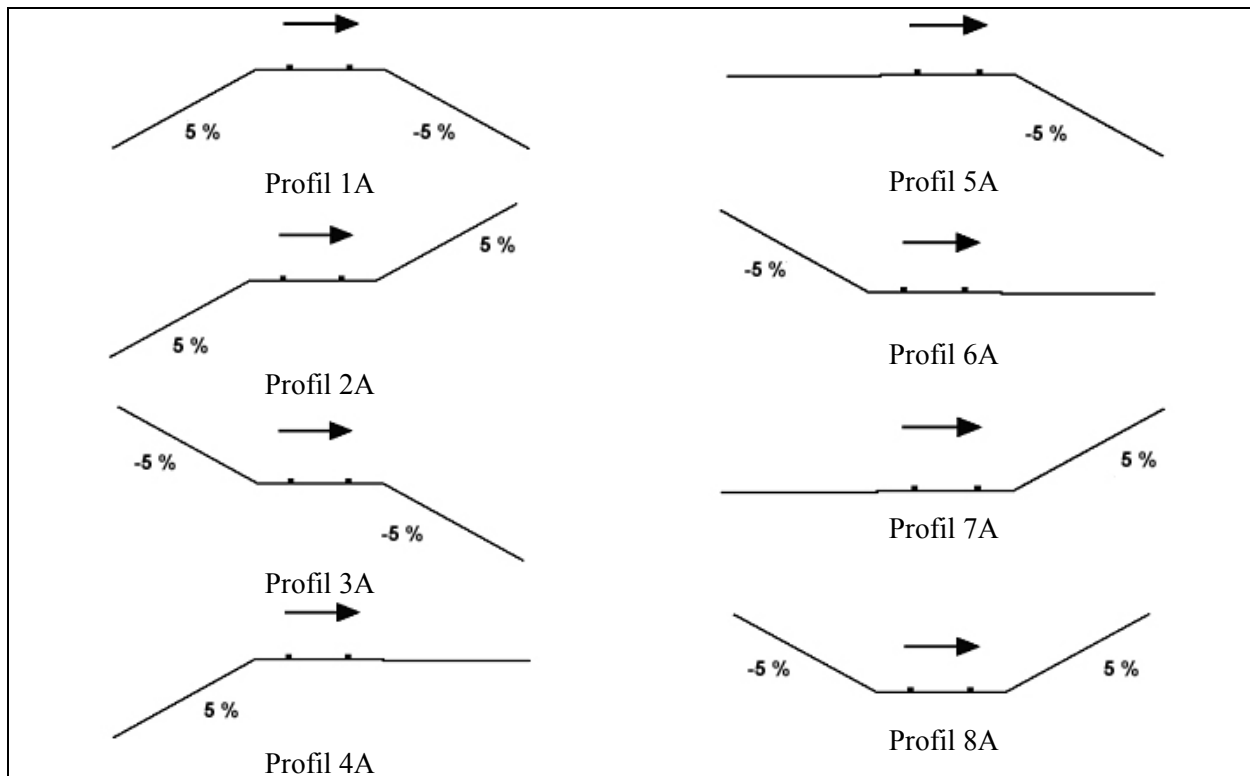 5 %
-5 %
Profil 1A
5 %
5 %
Profil 2A
-5 %
-5 %
Profil 3A
5 %
Profil 4A
-5 %
Profil 5A
-5 %
Profil 6A
5 %
Profil 7A
-5 %
5 %
Profil 8A